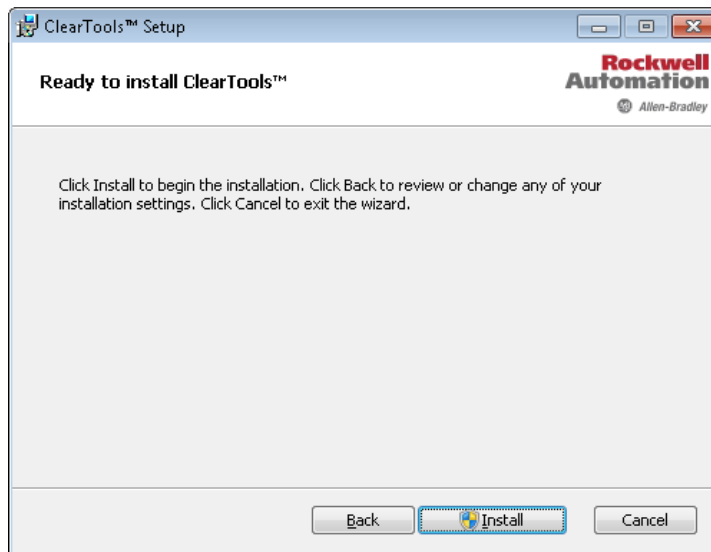 ClearTools™ Setup
Ready to install ClearTools™
Rockwell
Automation
Allen-Bradley
Click Install to begin the installation. Click Back to review or change any of your
installation settings. Click Cancel to exit the wizard.
Back
Install
Cancel